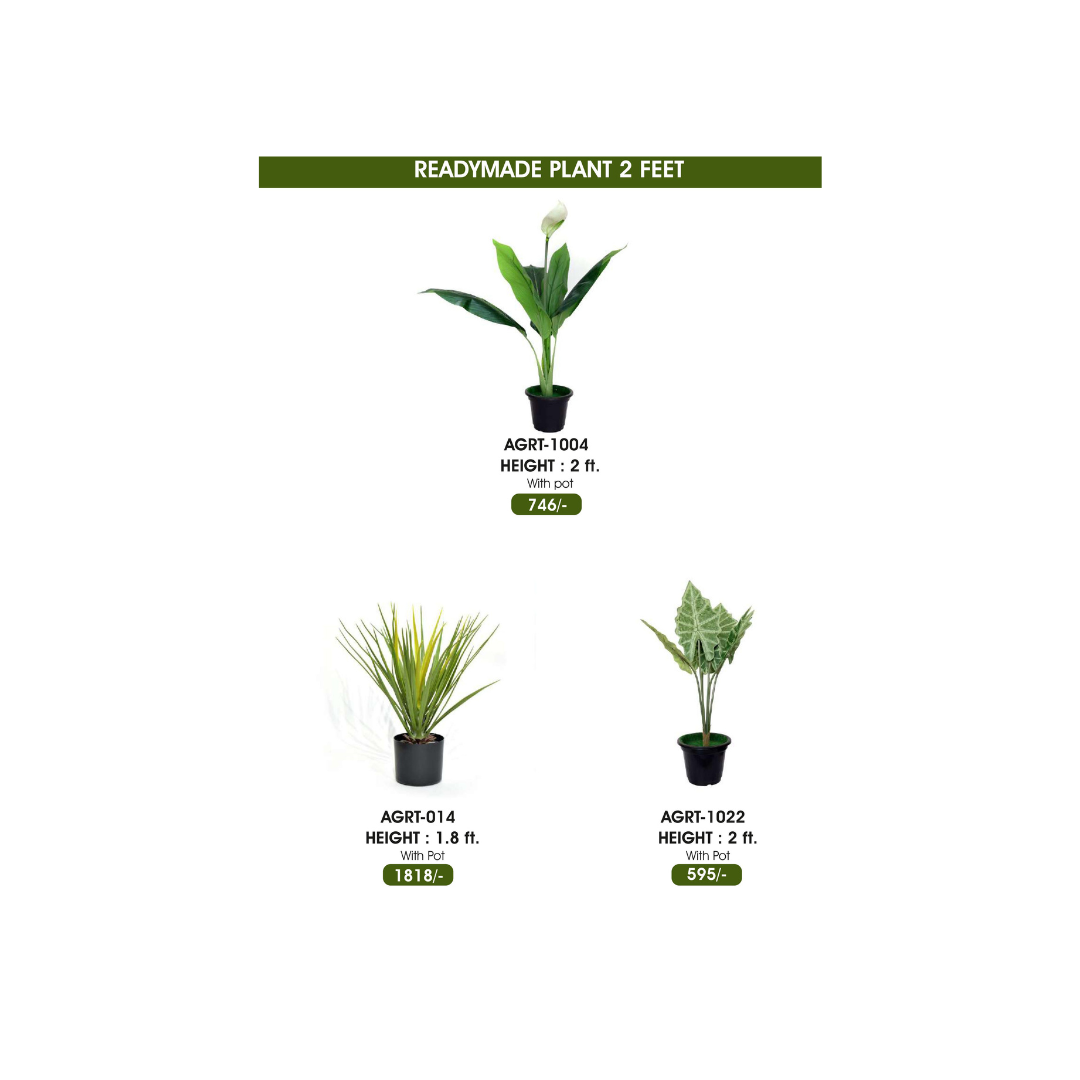 READYMADE PLANT 2 FEET
AGRT-1004
HEIGHT : 2 ft.
With pot
746/-
AGRT-014
HEIGHT : 1.8 ft.
With Pot
1818/-
AGRT-1022
HEIGHT : 2 ft.
With Pot
595/-